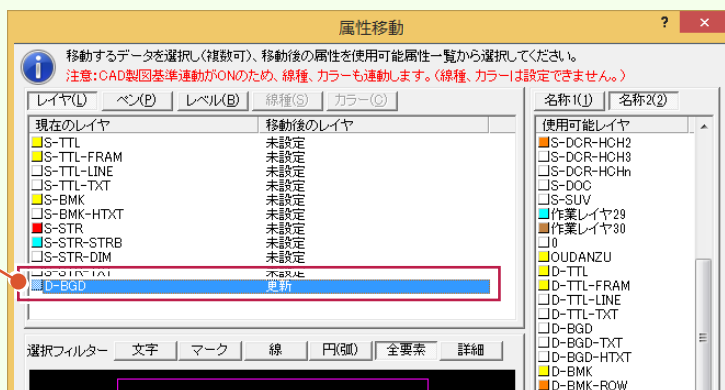 属性移動
? ×
移動するデータを選択し(複数可)、移動後の属性を使用可能属性一覧から選択してください。
注意:CAD製図基準連動がONのため、線種、カラーも連動します。(線種、カラーは設定できません。)
レイヤ(L) ペン(P) レベル(B) 線種(S) カラー(C)
名称1(1) 名称2(2)
現在のレイヤ 移動後のレイヤ
S-TTL 未設定
S-TTL-FRAM 未設定
S-TTL-LINE 未設定
S-TTL-TXT 未設定
S-BMK 未設定
S-BMK-HTXT 未設定
S-STR 未設定
S-STR-STRB 未設定
S-STR-DIM 未設定
S-STR-TXT 未設定
D-BGD 更新
使用可能レイヤ
S-DCR-HCH2
S-DCR-HCH3
S-DCR-HCHn
S-DOC
S-SUV
作業レイヤ29
作業レイヤ30
0
OUDANZU
D-TTL
D-TTL-FRAM
D-TTL-LINE
D-TTL-TXT
D-BGD
D-BGD-TXT
D-BGD-HTXT
D-BMK
D-BMK-ROW
選択フィルター 文字 マーク 線 円(弧) 全要素 詳細